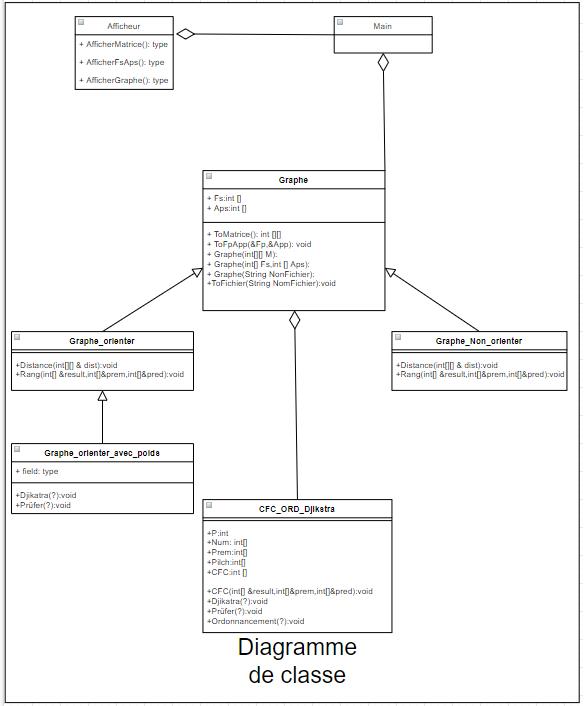 Afficheur
+ AfficherMatrice(): type
+ AfficherFsAps(): type
+ AfficherGraphe(): type
Main
Graphe
+ Fs:int []
+ Aps:int []
+ ToMatrice(): int [][]
+ ToFpApp(&Fp,&App): void
+ Graphe(int[][] M):
+ Graphe(int[] Fs,int [] Aps):
+ Graphe(String NonFichier):
+ToFichier(String NomFichier):void
Graphe_orienter
+Distance(int[][] & dist):void
+Rang(int[] &result,int[]&prem,int[]&pred):void
Graphe_Non_orienter
+Distance(int[][] & dist):void
+Rang(int[] &result,int[]&prem,int[]&pred):void
Graphe_orienter_avec_poids
+ field: type
+Djikatra(?):void
+Prüfer(?):void
CFC_ORD_Djikstra
+P:int
+Num: int[]
+Prem:int[]
+Pilch:int[]
+CFC:int []
+CFC(int[] &result,int[]&prem,int[]&pred):void
+Djikatra(?):void
+Prüfer(?):void
+Ordonnancement(?):void
Diagramme
de classe